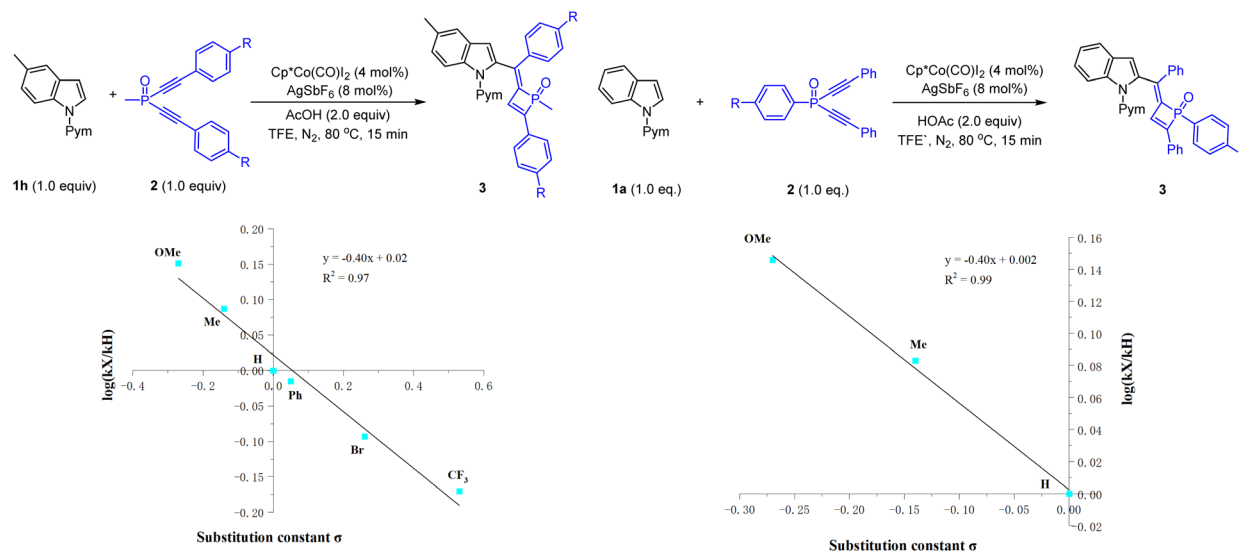 R
O
P
N
Pym
R
Cp*Co(CO)I₂ (4 mol%)
AgSbF₆ (8 mol%)
AcOH (2.0 equiv)
TFE, N₂, 80 °C, 15 min
R
N
Pym
O
P
R
1h (1.0 equiv)
2 (1.0 equiv)
3
N
Pym
R
O
P
Ph
Ph
Cp*Co(CO)I₂ (4 mol%)
AgSbF₆ (8 mol%)
HOAc (2.0 equiv)
TFE`, N₂, 80 °C, 15 min
Ph
N
Pym
O
P
Ph
1a (1.0 eq.)
2 (1.0 eq.)
3
+
+
log(kX/kH)
0.20
0.15
0.10
0.05
0.00
-0.05
-0.10
-0.15
-0.20
-0.4
-0.2
0.0
0.2
0.4
0.6
OMe
Me
H
Ph
Br
CF₃
y = -0.40x + 0.02
R² = 0.97
Substitution constant σ
OMe
Me
H
y = -0.40x + 0.002
R² = 0.99
0.16
0.14
0.12
0.10
0.08
0.06
0.04
0.02
0.00
-0.02
log(kX/kH)
-0.30
-0.25
-0.20
-0.15
-0.10
-0.05
0.00
Substitution constant σ